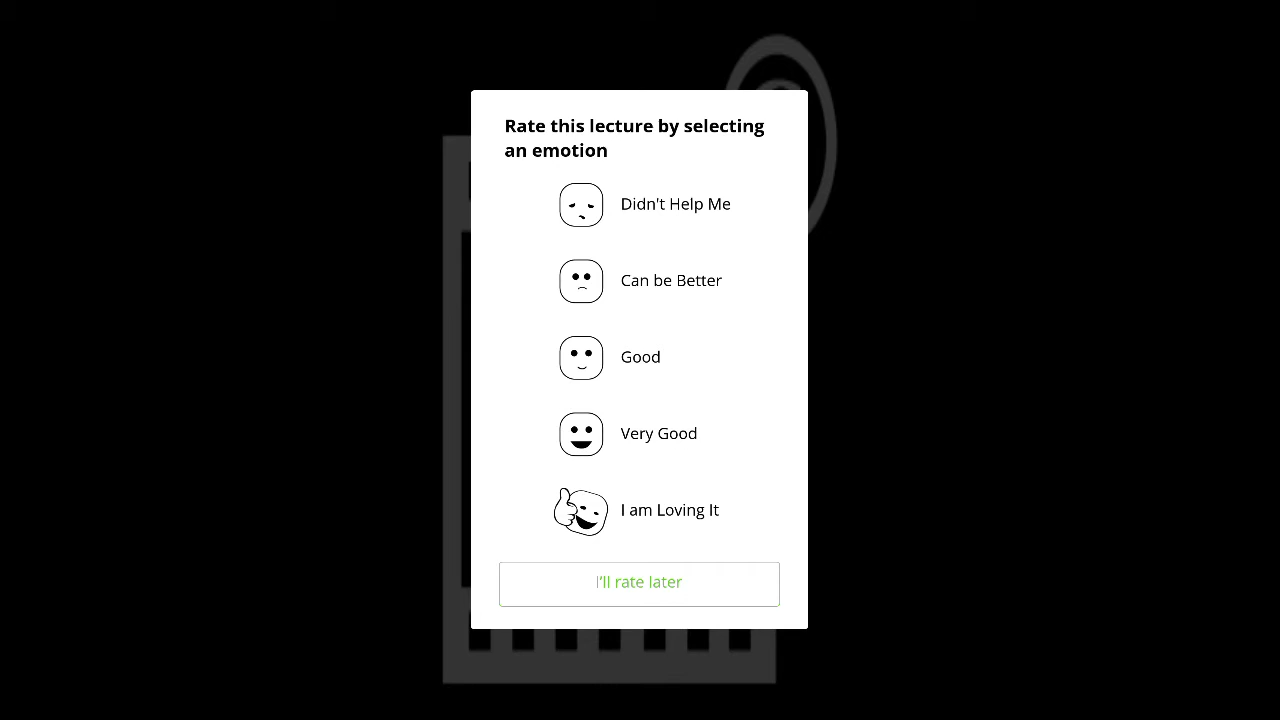 Rate this lecture by selecting
an emotion
Didn't Help Me
Can be Better
Good
Very Good
I am Loving It
I'll rate later